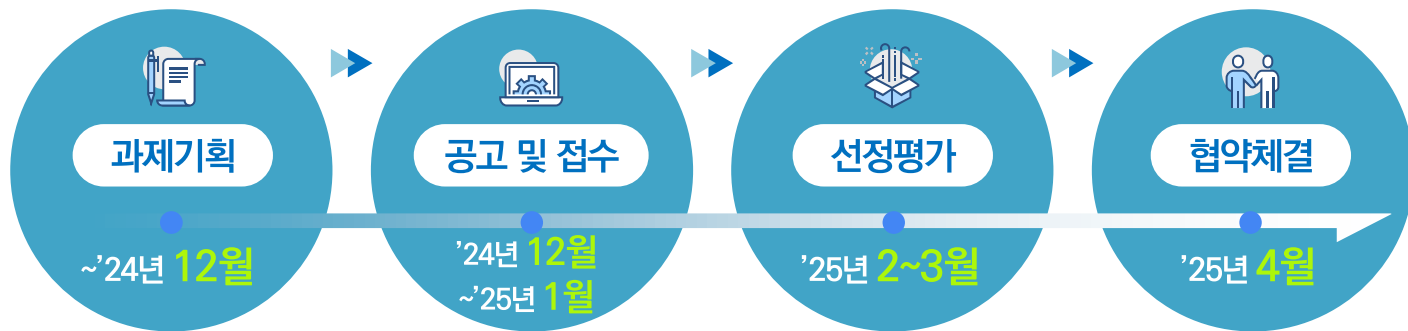 과제기획
~’24년 12월
공고 및 접수
’24년 12월
~’25년 1월
선정평가
’25년 2~3월
협약체결
’25년 4월